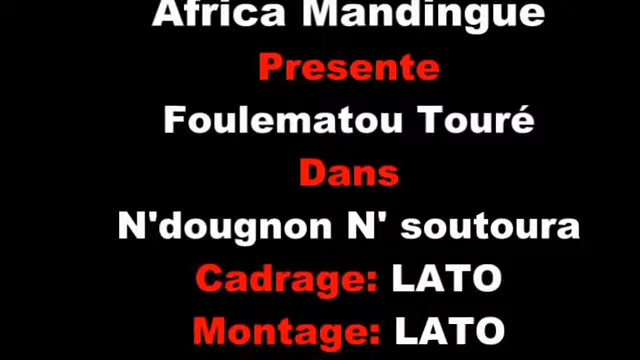 Africa Mandingue
Presente
Foulematou Touré
Dans
N'dougnon N' soutoura
Cadrage: LATO
Montage: LATO